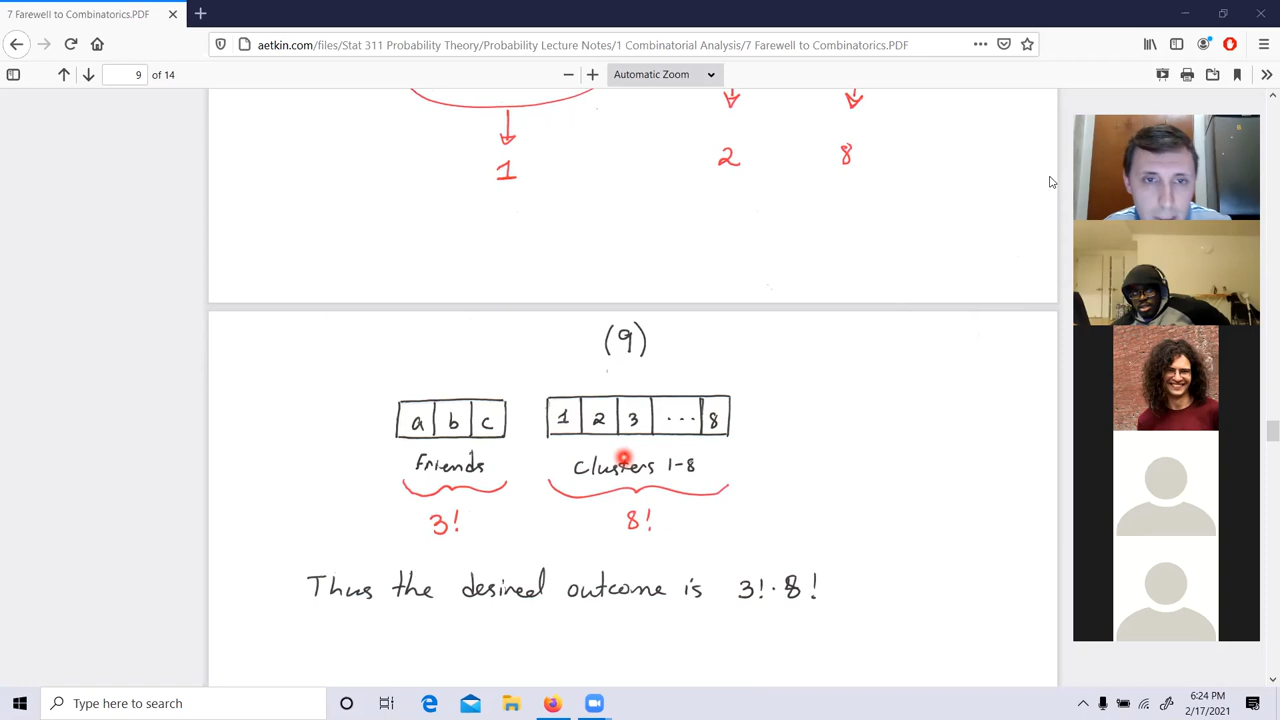 7 Farewell to Combinatorics.PDF
aetkin.com/files/Stat 311 Probability Theory/Probability Lecture Notes/1 Combinatorial Analysis/7 Farewell to Combinatorics.PDF
9 of 14
Automatic Zoom
1 2 8
(9)
a b c 1 2 3 ... 8
Friends Clusters 1-8
3! 8!
Thus the desired outcome is 3! · 8!
Type here to search
6:24 PM
2/17/2021